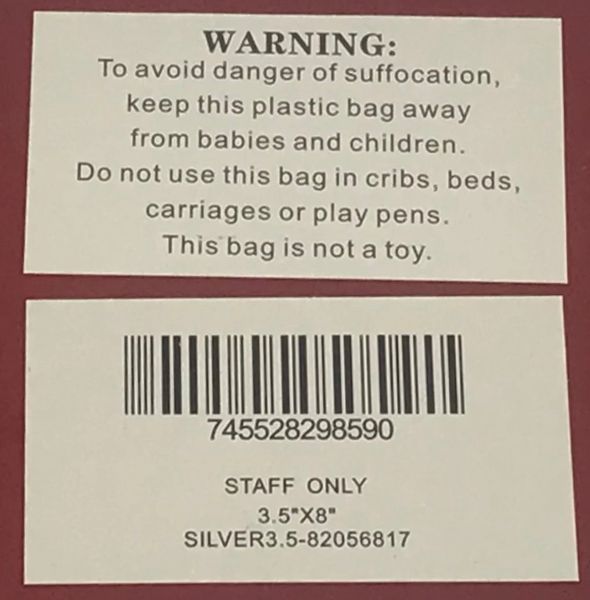 WARNING:
To avoid danger of suffocation,
keep this plastic bag away
from babies and children.
Do not use this bag in cribs, beds,
carriages or play pens.
This bag is not a toy.
745528298590
STAFF ONLY
3.5"X8"
SILVER3.5-82056817